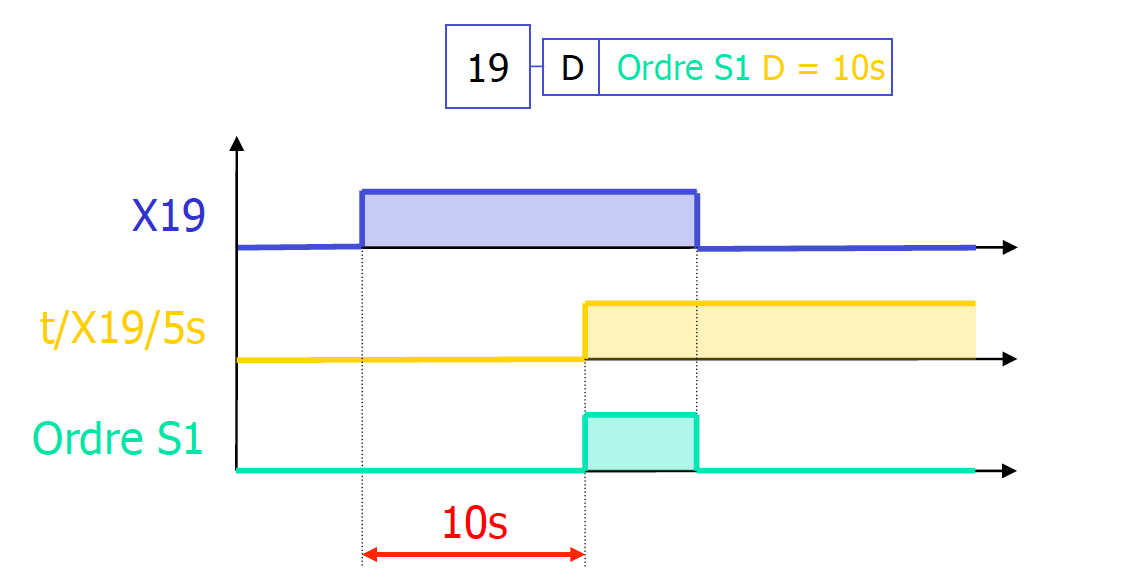 19 D Ordre S1 D = 10s
X19
t/X19/5s
Ordre S1
10s